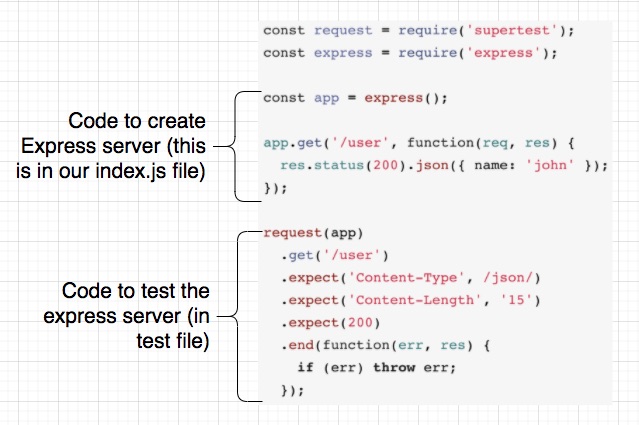 const request = require('supertest');
const express = require('express');
Code to create
Express server (this
is in our index.js file)
const app = express();
app.get('/user', function(req, res) {
res.status(200).json({ name: 'john' });
});
Code to test the
express server (in
test file)
request(app)
.get('/user')
.expect('Content-Type', /json/)
.expect('Content-Length', '15')
.expect(200)
.end(function(err, res) {
if (err) throw err;
});